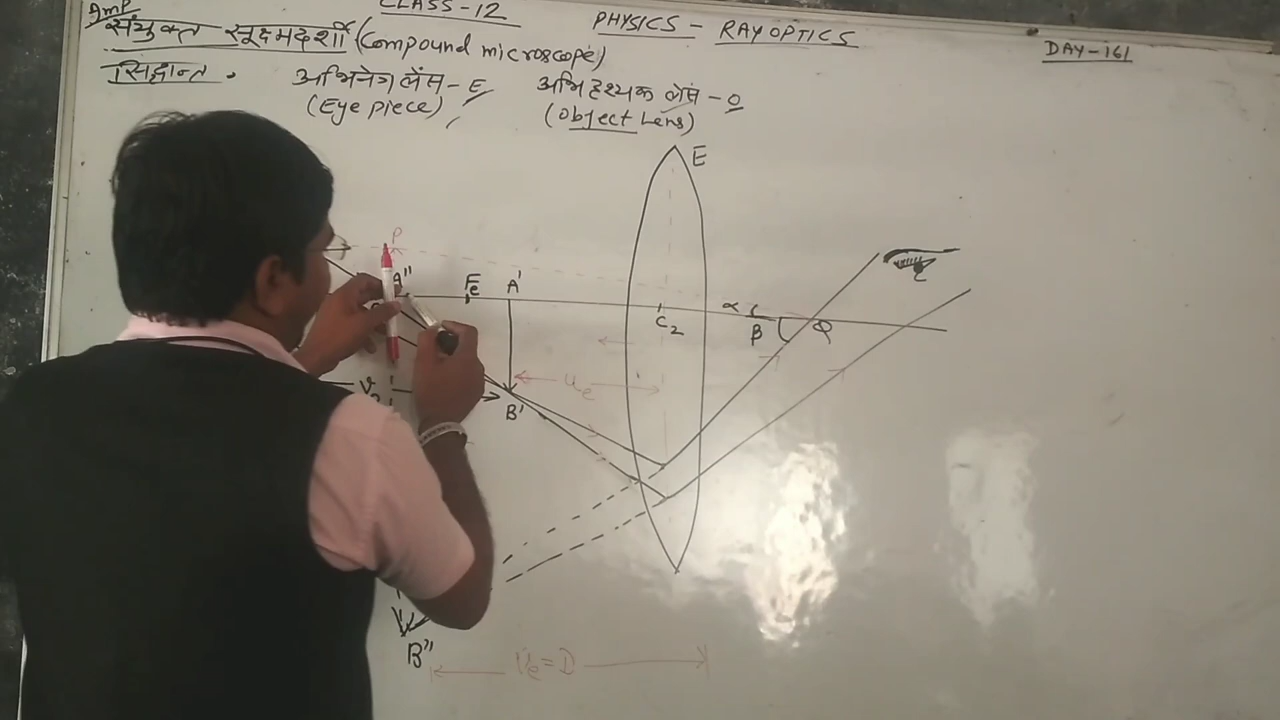 Imp CLASS-12 PHYSICS - RAY OPTICS
संयुक्त सूक्ष्मदर्शी (Compound microscope)
DAY-161
सिद्धान्त. अभिनेत्र लेंस - E अभिदृश्यक लेंस - O
(Eye piece) (Object Lens)
E
P
A'' Fe A'
C2 α β Q
ue
B'
B''
Ve = D